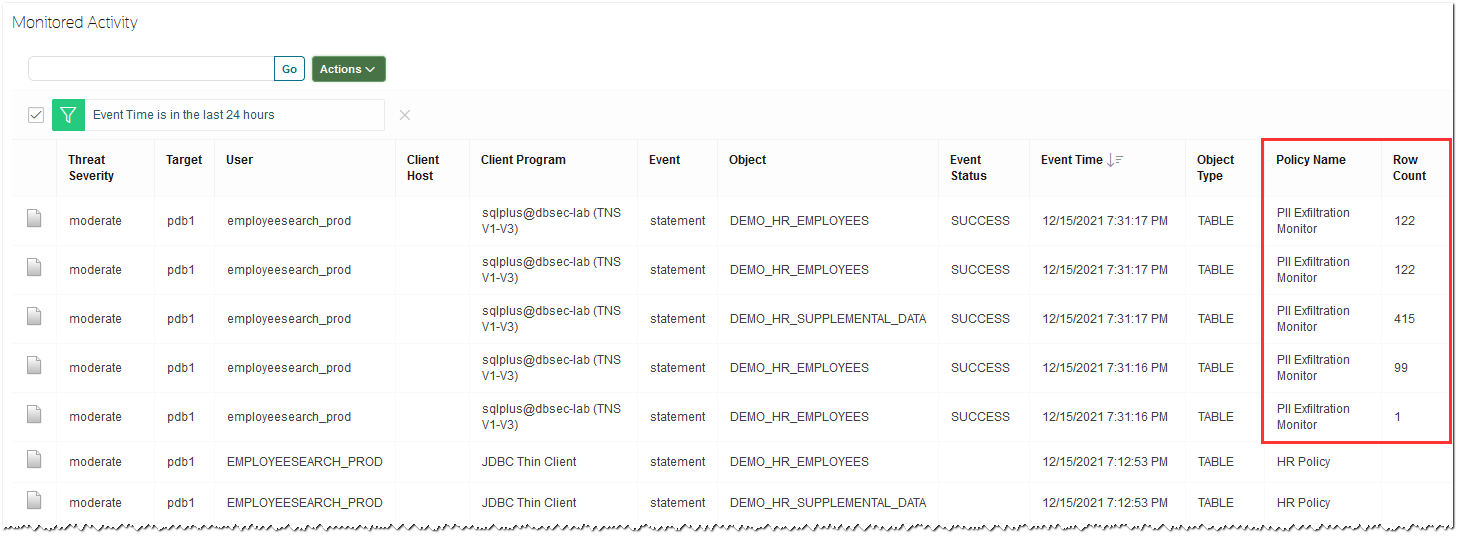 Monitored Activity
Go
Actions
Event Time is in the last 24 hours
Threat Severity Target User Client Host Client Program Event Object Event Status Event Time Object Type Policy Name Row Count
moderate pdb1 employeesearch_prod sqlplus@dbsec-lab (TNS V1-V3) statement DEMO_HR_EMPLOYEES SUCCESS 12/15/2021 7:31:17 PM TABLE PII Exfiltration Monitor 122
moderate pdb1 employeesearch_prod sqlplus@dbsec-lab (TNS V1-V3) statement DEMO_HR_EMPLOYEES SUCCESS 12/15/2021 7:31:17 PM TABLE PII Exfiltration Monitor 122
moderate pdb1 employeesearch_prod sqlplus@dbsec-lab (TNS V1-V3) statement DEMO_HR_SUPPLEMENTAL_DATA SUCCESS 12/15/2021 7:31:17 PM TABLE PII Exfiltration Monitor 415
moderate pdb1 employeesearch_prod sqlplus@dbsec-lab (TNS V1-V3) statement DEMO_HR_EMPLOYEES SUCCESS 12/15/2021 7:31:16 PM TABLE PII Exfiltration Monitor 99
moderate pdb1 employeesearch_prod sqlplus@dbsec-lab (TNS V1-V3) statement DEMO_HR_EMPLOYEES SUCCESS 12/15/2021 7:31:16 PM TABLE PII Exfiltration Monitor 1
moderate pdb1 EMPLOYEESEARCH_PROD JDBC Thin Client statement DEMO_HR_EMPLOYEES 12/15/2021 7:12:53 PM TABLE HR Policy
moderate pdb1 EMPLOYEESEARCH_PROD JDBC Thin Client statement DEMO_HR_SUPPLEMENTAL_DATA 12/15/2021 7:12:53 PM TABLE HR Policy